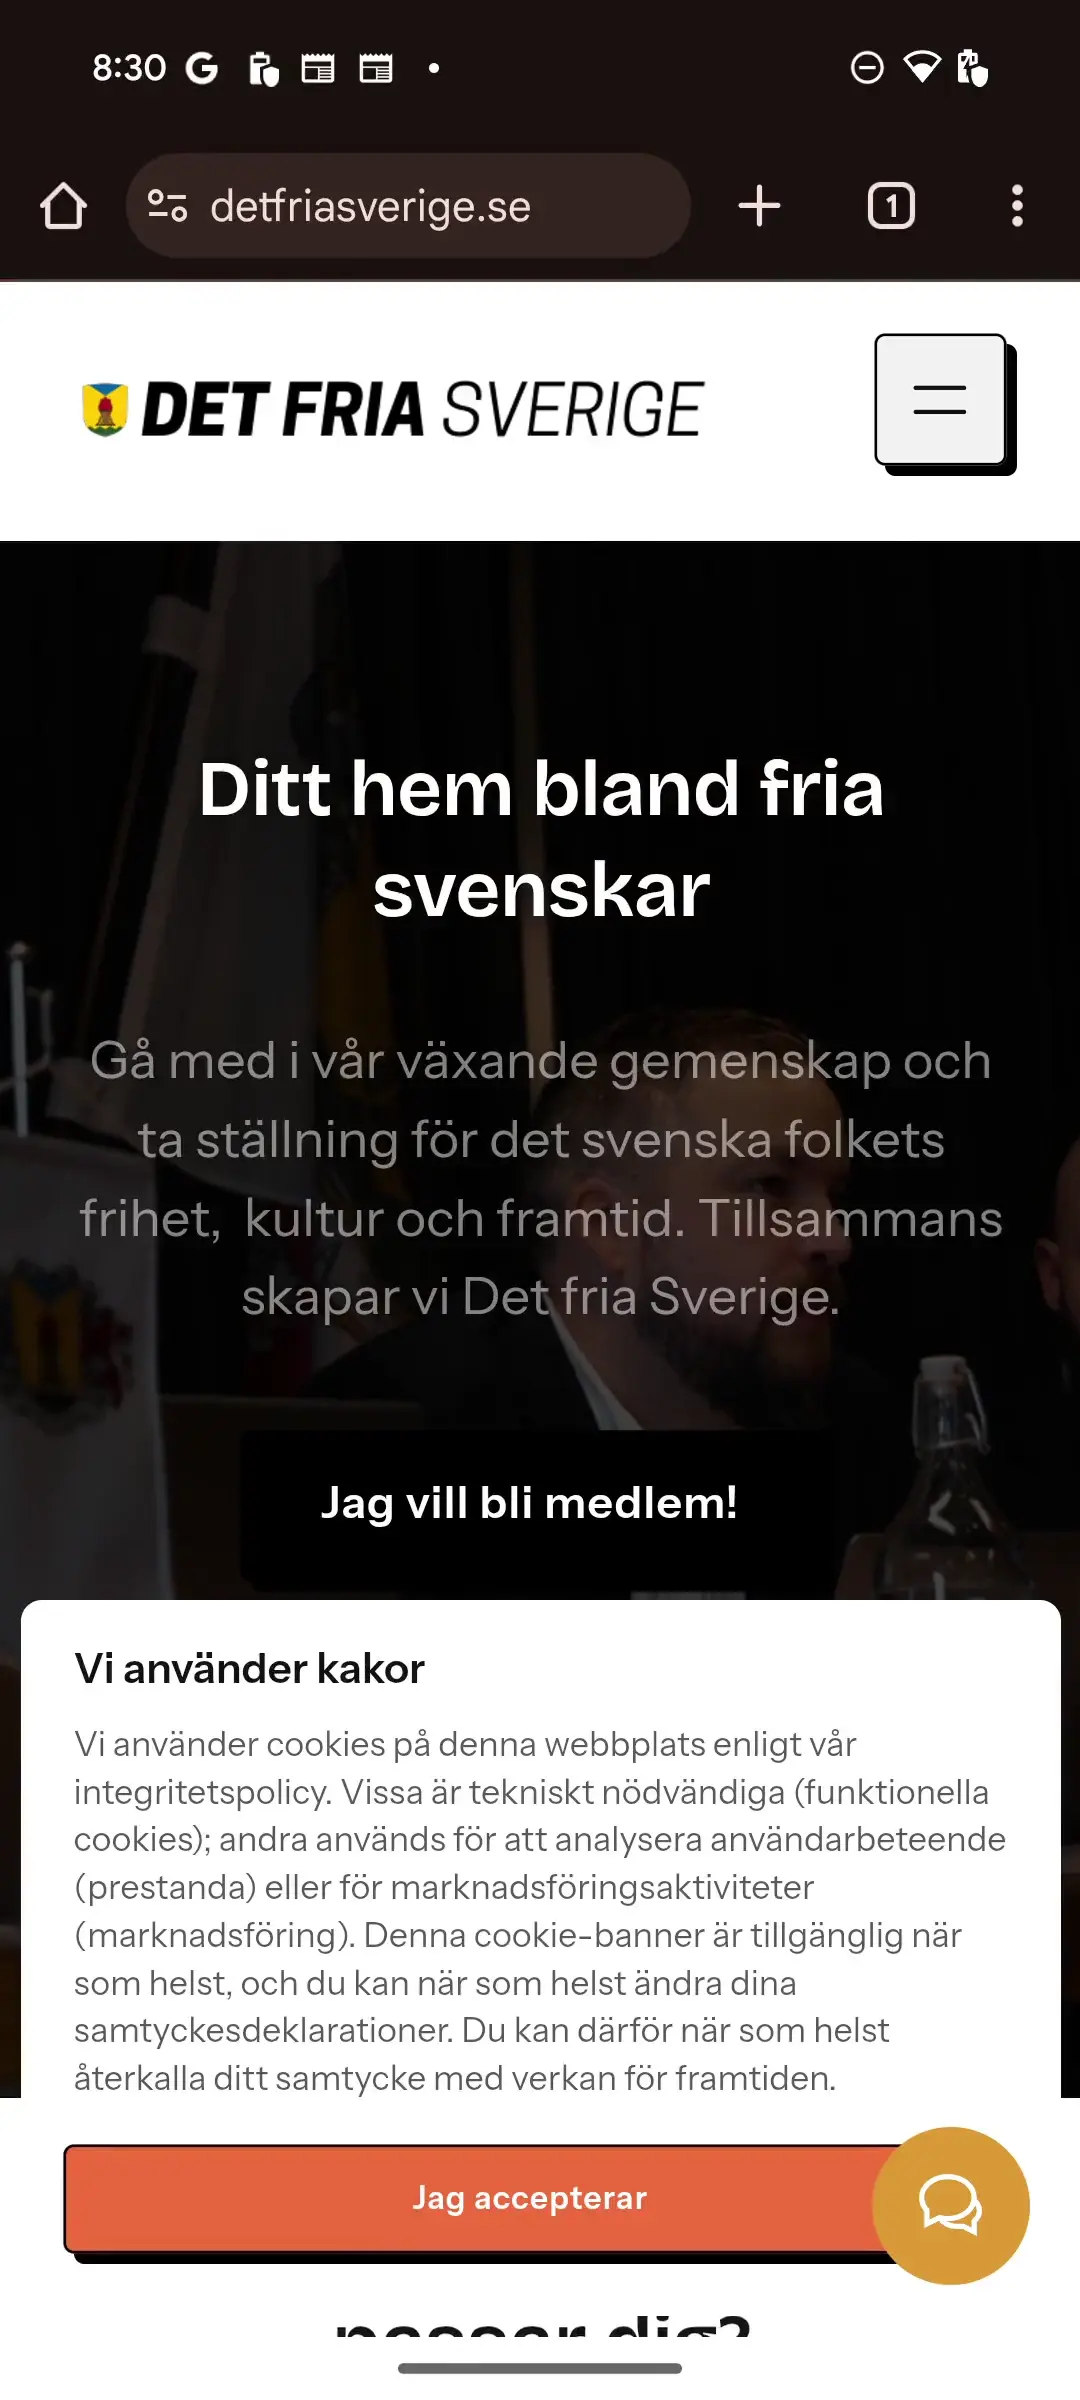 8:30
detfriasverige.se
1
DET FRIA SVERIGE
Ditt hem bland fria
svenskar
Gå med i vår växande gemenskap och
ta ställning för det svenska folkets
frihet, kultur och framtid. Tillsammans
skapar vi Det fria Sverige.
Jag vill bli medlem!
Vi använder kakor
Vi använder cookies på denna webbplats enligt vår
integritetspolicy. Vissa är tekniskt nödvändiga (funktionella
cookies); andra används för att analysera användarbeteende
(prestanda) eller för marknadsföringsaktiviteter
(marknadsföring). Denna cookie-banner är tillgänglig när
som helst, och du kan när som helst ändra dina
samtyckesdeklarationer. Du kan därför när som helst
återkalla ditt samtycke med verkan för framtiden.
Jag accepterar
passar dig?